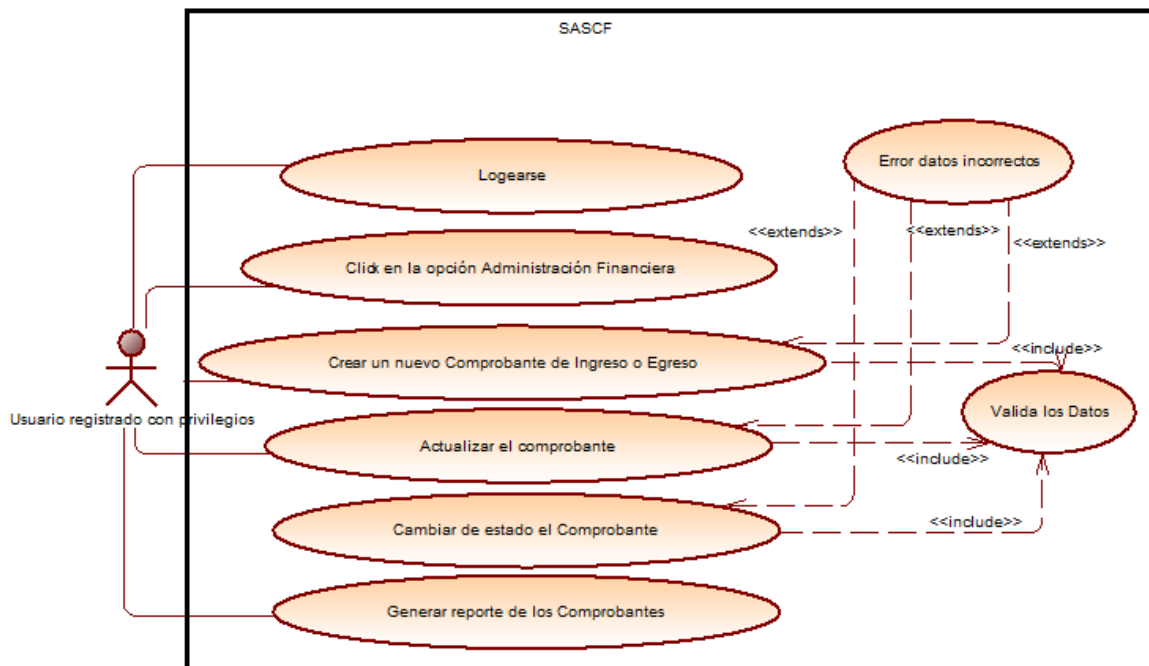 SASCF
Logearse
Error datos incorrectos
<<extends>>
<<extends>>
<<extends>>
Click en la opción Administración Financiera
Crear un nuevo Comprobante de Ingreso o Egreso
<<include>>
Usuario registrado con privilegios
Valida los Datos
Actualizar el comprobante
<<include>>
Cambiar de estado el Comprobante
<<include>>
Generar reporte de los Comprobantes